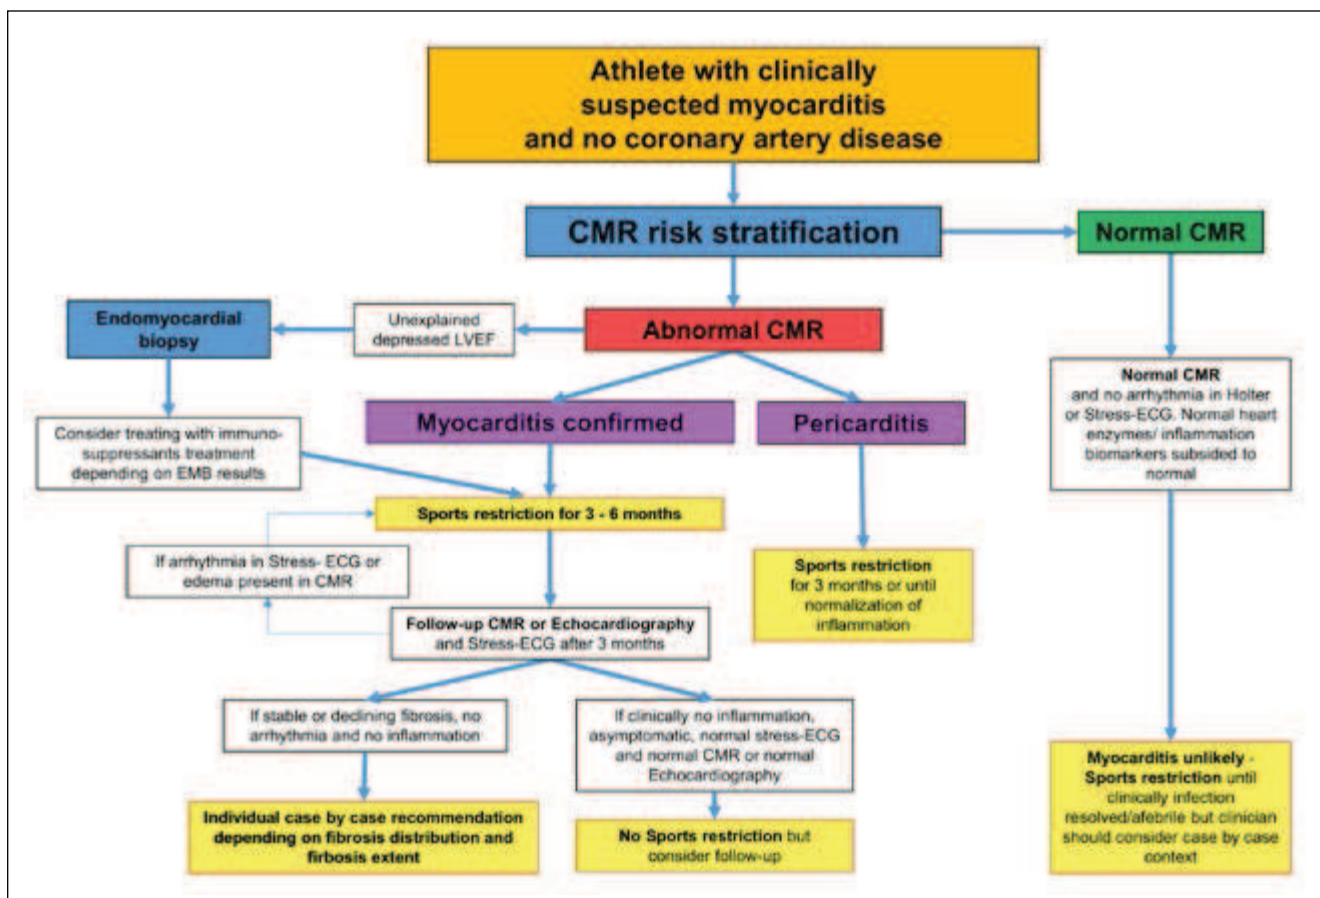 Athlete with clinically
suspected myocarditis
and no coronary artery disease
CMR risk stratification
Normal CMR
Endomyocardial
biopsy
Unexplained
depressed LVEF
Abnormal CMR
Normal CMR
and no arrhythmia in Holter
or Stress-ECG. Normal heart
enzymes/ inflammation
biomarkers subsided to
normal
Myocarditis confirmed
Pericarditis
Consider treating with immuno-
suppressants treatment
depending on EMB results
Sports restriction for 3 - 6 months
If arrhythmia in Stress- ECG or
edema present in CMR
Sports restriction
for 3 months or until
normalization of
inflammation
Follow-up CMR or Echocardiography
and Stress-ECG after 3 months
If stable or declining fibrosis, no
arrhythmia and no inflammation
If clinically no inflammation,
asymptomatic, normal stress-ECG
and normal CMR or normal
Echocardiography
Myocarditis unlikely -
Sports restriction until
clinically infection
resolved/afebrile but clinician
should consider case by case
context
Individual case by case recommendation
depending on fibrosis distribution and
firbosis extent
No Sports restriction but
consider follow-up